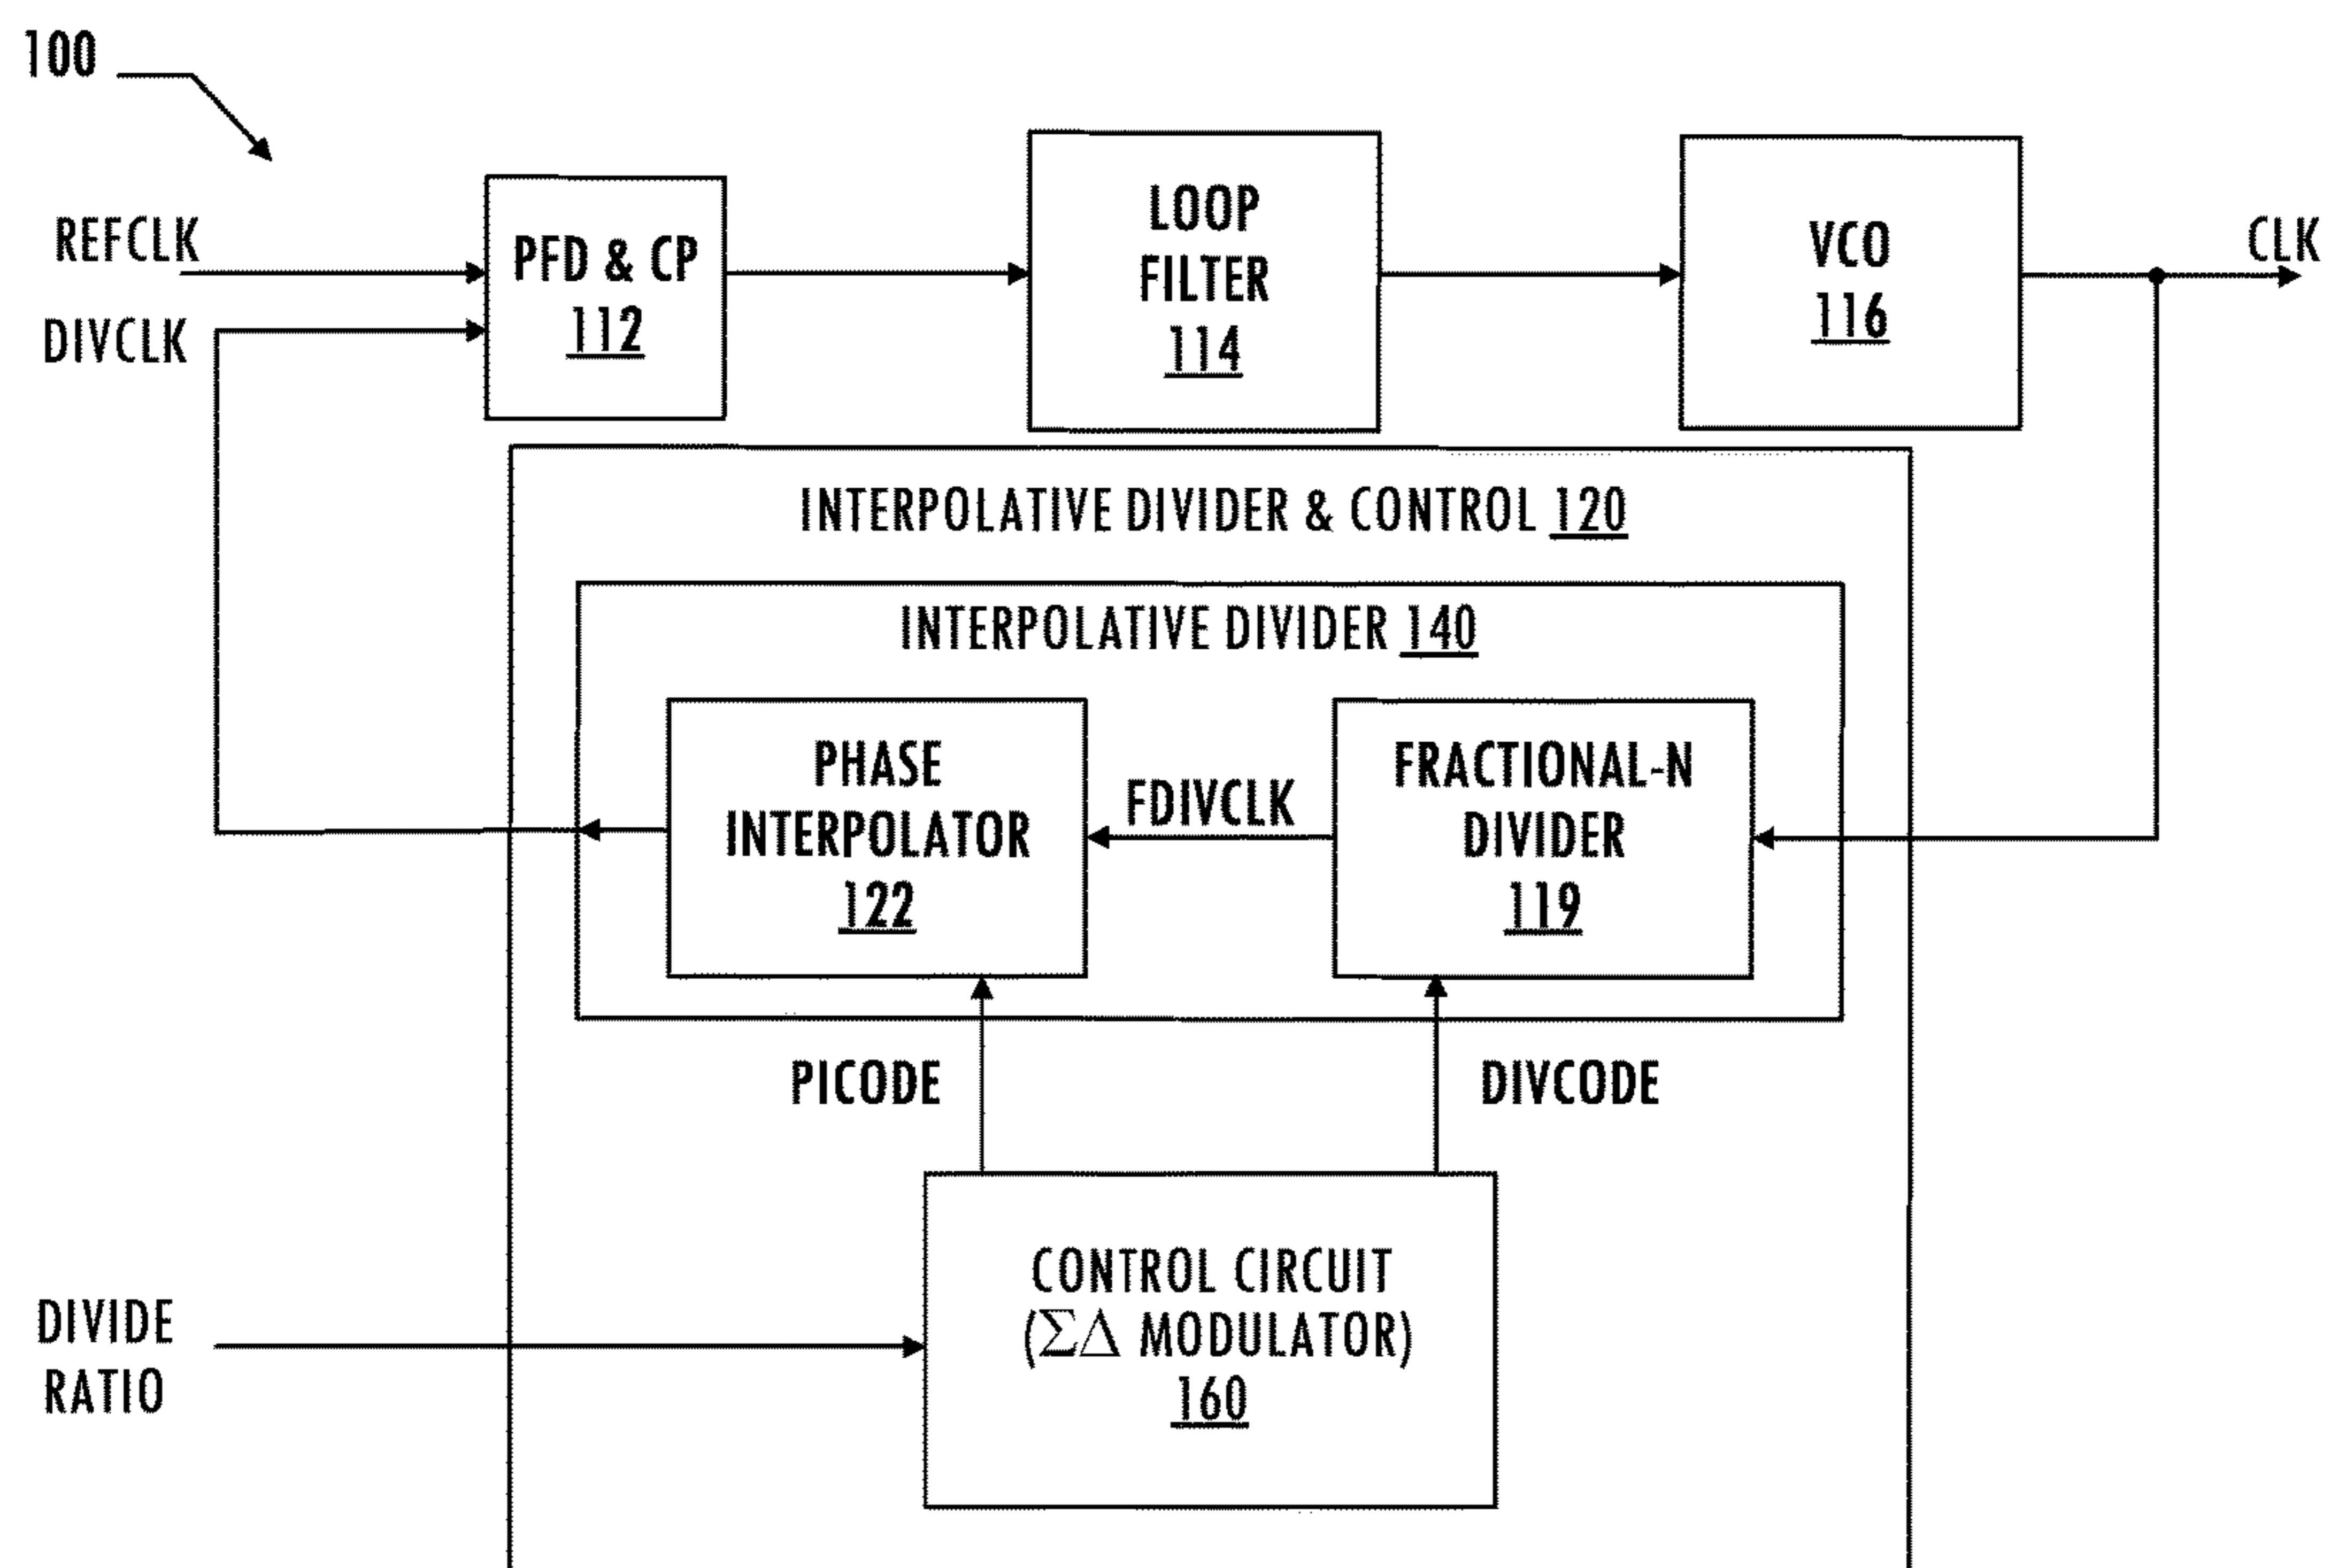 100
REFCLK
DIVCLK
PFD & CP
112
LOOP
FILTER
114
VCO
116
CLK
INTERPOLATIVE DIVIDER & CONTROL 120
INTERPOLATIVE DIVIDER 140
PHASE
INTERPOLATOR
122
FDIVCLK
FRACTIONAL-N
DIVIDER
119
PICODE
DIVCODE
DIVIDE
RATIO
CONTROL CIRCUIT
(ΣΔ MODULATOR)
160